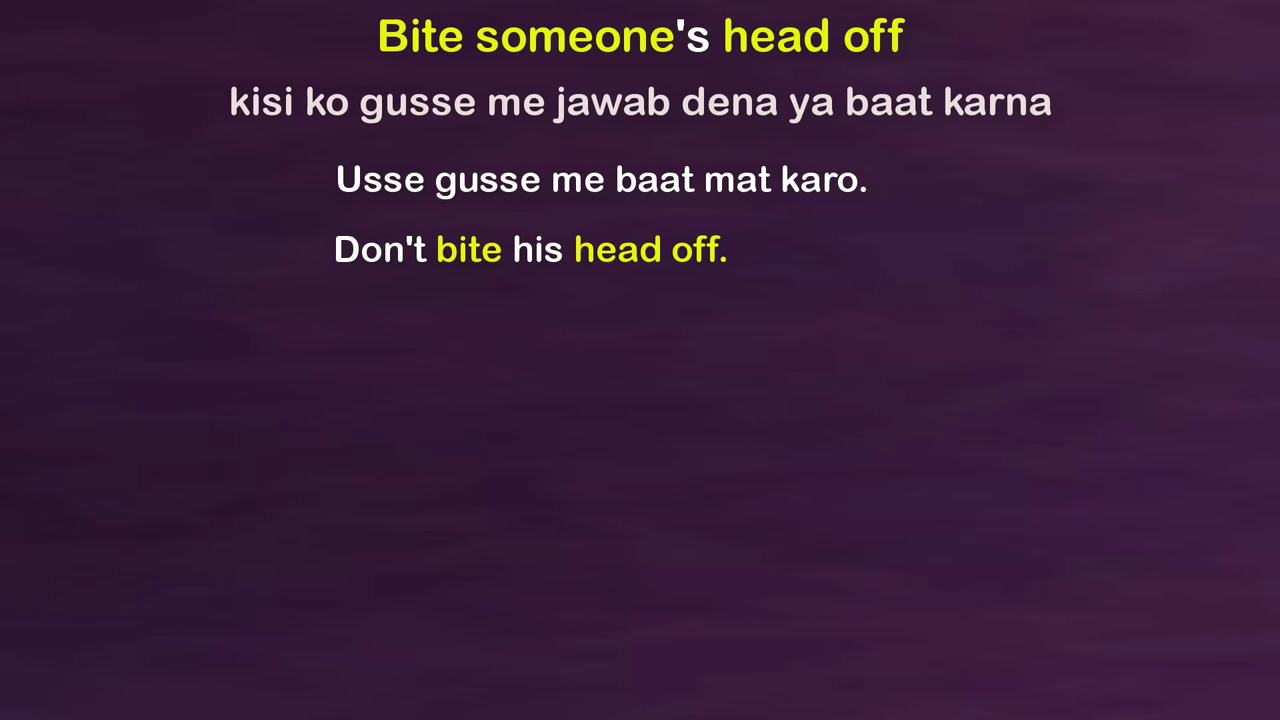 Bite someone's head off
kisi ko gusse me jawab dena ya baat karna
Usse gusse me baat mat karo.
Don't bite his head off.